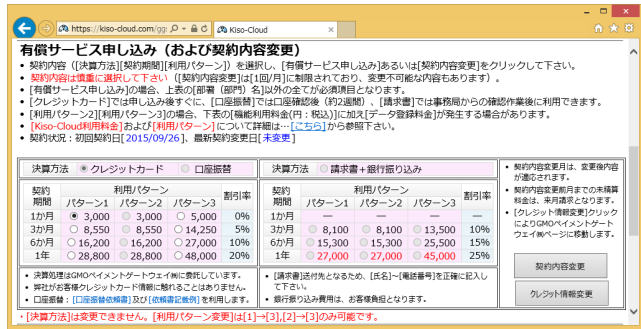 https://kiso-cloud.com/gg:
Kiso-Cloud
有償サービス申し込み（および契約内容変更）
• 契約内容（[決算方法][契約期間][利用パターン]）を選択し、[有償サービス申し込み]あるいは[契約内容変更]をクリックして下さい。
• 契約内容は慎重に選択して下さい（[契約内容変更]は[1回/月]に制限されており、変更不可能な内容もあります）。
• [有償サービス申し込み]の場合、上表の[部署（部門）名]以外の全てが必須項目となります。
• [クレジットカード]では申し込み後すぐに、[口座振替]では口座確認後（約2週間）、[請求書]では事務局からの確認作業後に利用できます。
• [利用パターン2][利用パターン3]の場合、下表の[機能利用料金(円：税込)]に加え[データ登録料金]が発生する場合があります。
• [Kiso-Cloud利用料金]および[利用パターン]について詳細は…[こちら]から参照下さい。
• 契約状況：初回契約日[2015/09/26]、最新契約変更日[未変更]
決算方法 クレジットカード 口座振替
契約期間 利用パターン 割引率
パターン1 パターン2 パターン3
1か月 3,000 3,000 5,000 0%
3か月 8,550 8,550 14,250 5%
6か月 16,200 16,200 27,000 10%
1年 28,800 28,800 48,000 20%
• 決算処理はGMOペイメントゲートウェイ㈱に委託しています。
• 弊社がお客様クレジットカード情報に触れることはありません。
• 口座振替：[口座振替依頼書]及び[依頼書記載例]を利用します。
決算方法 請求書＋銀行振り込み
契約期間 利用パターン 割引率
パターン1 パターン2 パターン3
1か月 － － － －
3か月 8,100 8,100 13,500 10%
6か月 15,300 15,300 25,500 15%
1年 27,000 27,000 45,000 25%
• [請求書]送付先となるため、[氏名]～[電話番号]を正確に記入し
て下さい。
• 銀行振り込み費用は、お客様負担となります。
• 契約内容変更月は、変更後内容
が適応されます。
• 契約内容変更前月までの未精算
料金は、来月請求となります。
• [クレジット情報変更]クリック
によりGMOペイメントゲート
ウェイ㈱ページに移動します。
契約内容変更
クレジット情報変更
・[決算方法]は変更できません。[利用パターン変更]は[1]→[3],[2]→[3]のみ可能です。